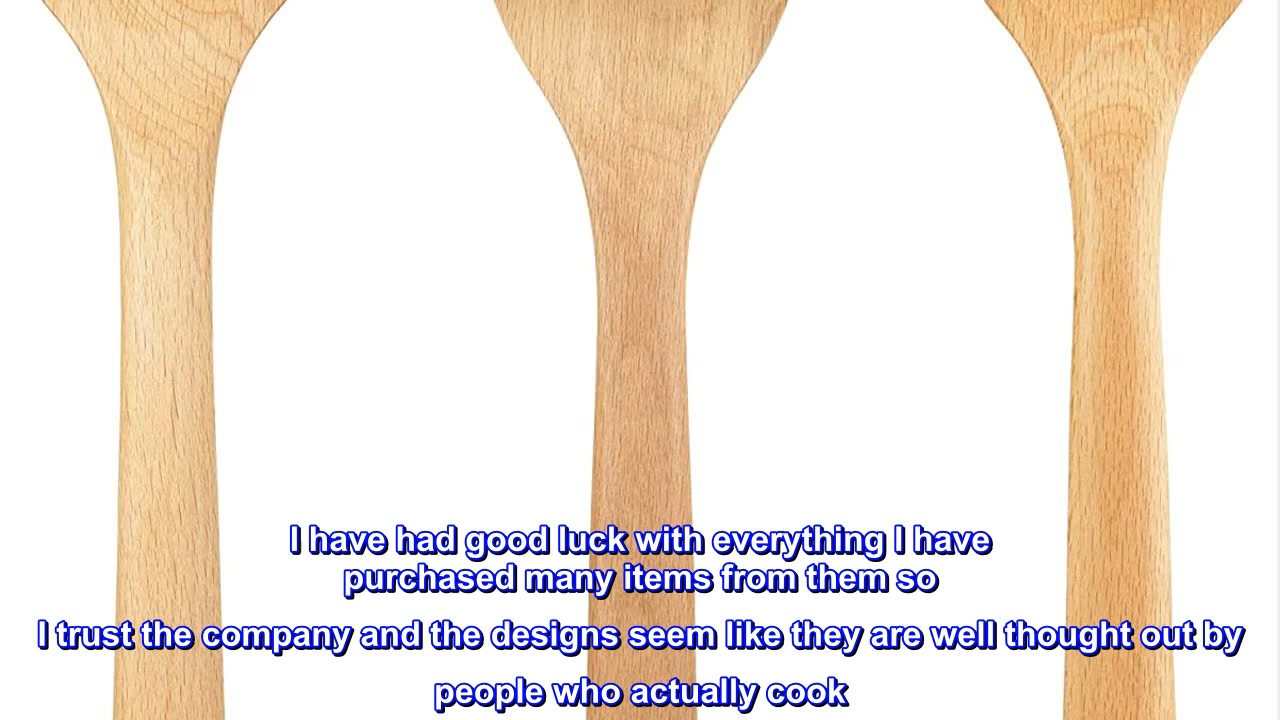 I have had good luck with everything I have
purchased many items from them so
I trust the company and the designs seem like they are well thought out by
people who actually cook